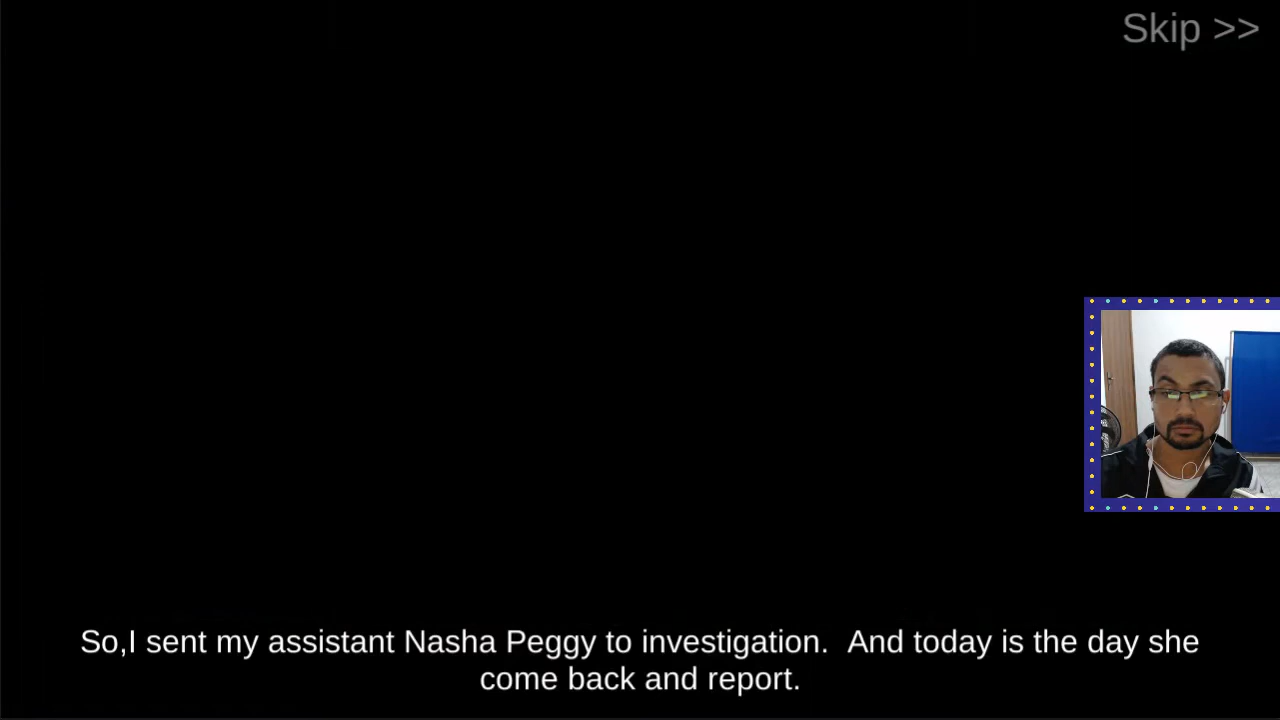 Skip >>
So,I sent my assistant Nasha Peggy to investigation.  And today is the day she
come back and report.